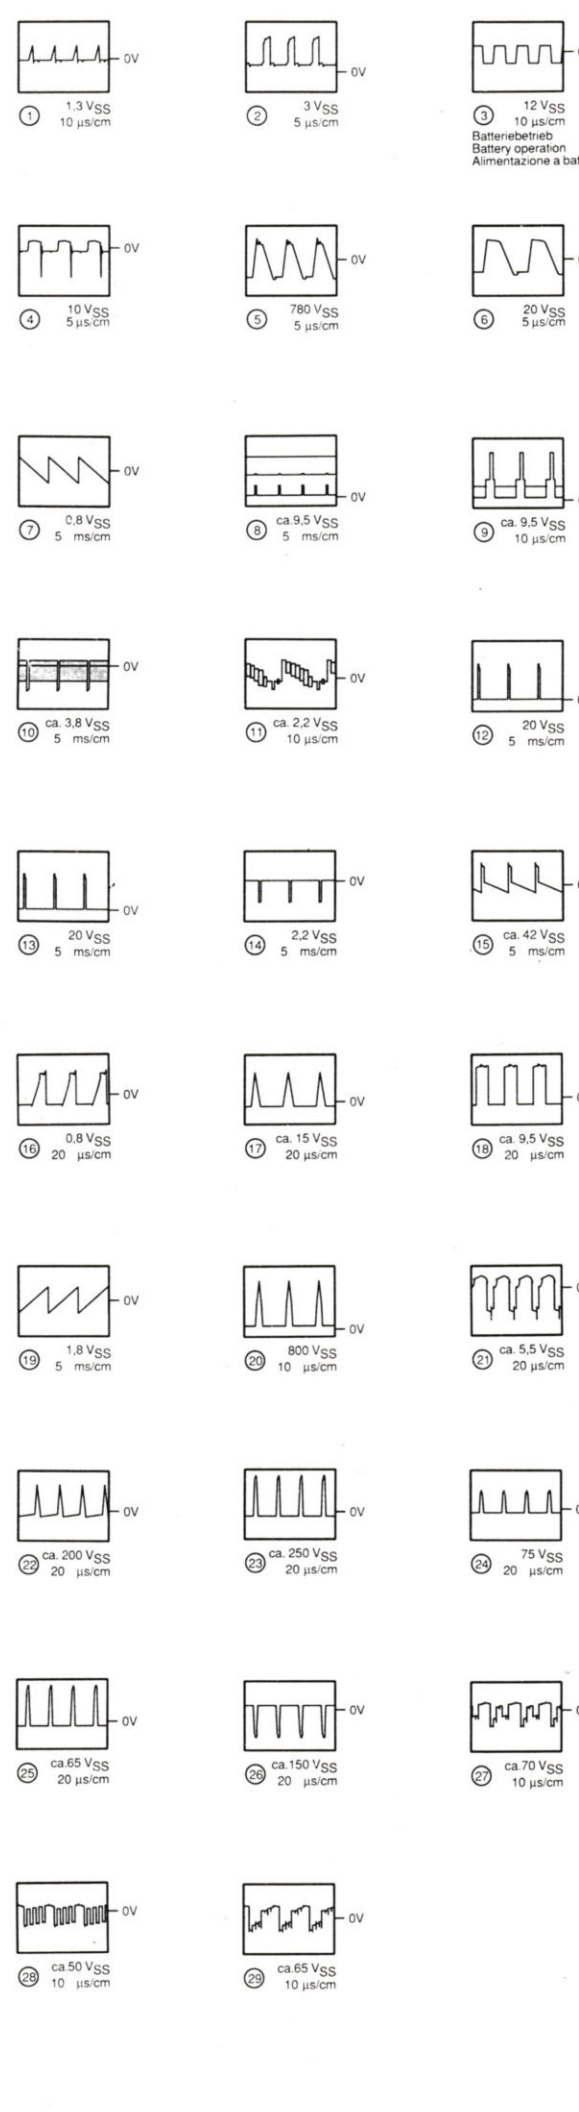 0V
1
1.3 VSS
10 µs/cm
0V
2
3 VSS
5 µs/cm
3
12 VSS
10 µs/cm
Batteriebetrieb
Battery operation
Alimentazione a bat
0V
4
10 VSS
5 µs/cm
0V
5
780 VSS
5 µs/cm
6
20 VSS
5 µs/cm
0V
7
0,8 VSS
5 ms/cm
0V
8
ca.9,5 VSS
5 ms/cm
9
ca. 9,5 VSS
10 µs/cm
0V
10
ca. 3,8 VSS
5 ms/cm
0V
11
ca. 2,2 VSS
10 µs/cm
12
20 VSS
5 ms/cm
0V
13
20 VSS
5 ms/cm
0V
14
2,2 VSS
5 ms/cm
15
ca. 42 VSS
5 ms/cm
0V
16
0,8 VSS
20 µs/cm
0V
17
ca. 15 VSS
20 µs/cm
18
ca. 9,5 VSS
20 µs/cm
0V
19
1,8 VSS
5 ms/cm
0V
20
800 VSS
10 µs/cm
21
ca. 5,5 VSS
20 µs/cm
0V
22
ca. 200 VSS
20 µs/cm
0V
23
ca. 250 VSS
20 µs/cm
24
75 VSS
20 µs/cm
0V
25
ca.65 VSS
20 µs/cm
0V
26
ca.150 VSS
20 µs/cm
27
ca.70 VSS
10 µs/cm
0V
28
ca.50 VSS
10 µs/cm
0V
29
ca.65 VSS
10 µs/cm